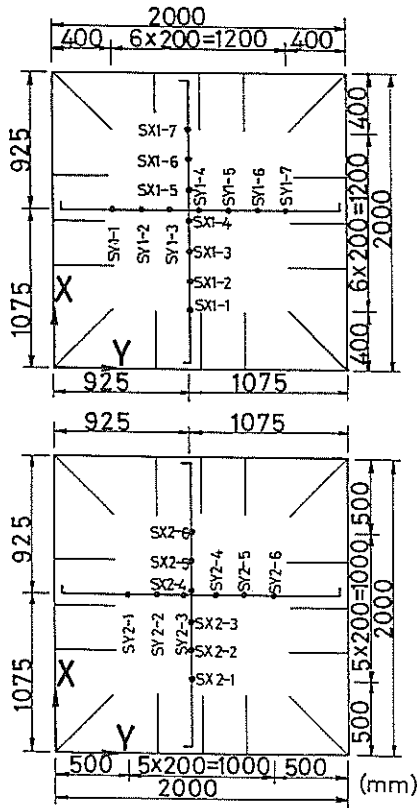 2000
400 6x200=1200 400
925
1075
SX1-7
SX1-6
SX1-5
SX1-4
SX1-3
SX1-2
SX1-1
SY1-1
SY1-2
SY1-3
SY1-4
SY1-5
SY1-6
SY1-7
400
6x200=1200
400
2000
X
Y
925 1075
925 1075
925
1075
SX2-6
SX2-5
SX2-4
SX2-3
SX2-2
SX2-1
SY2-1
SY2-2
SY2-3
SY2-4
SY2-5
SY2-6
500
5x200=1000
500
2000
X
Y
500 5x200=1000 500
2000
(mm)